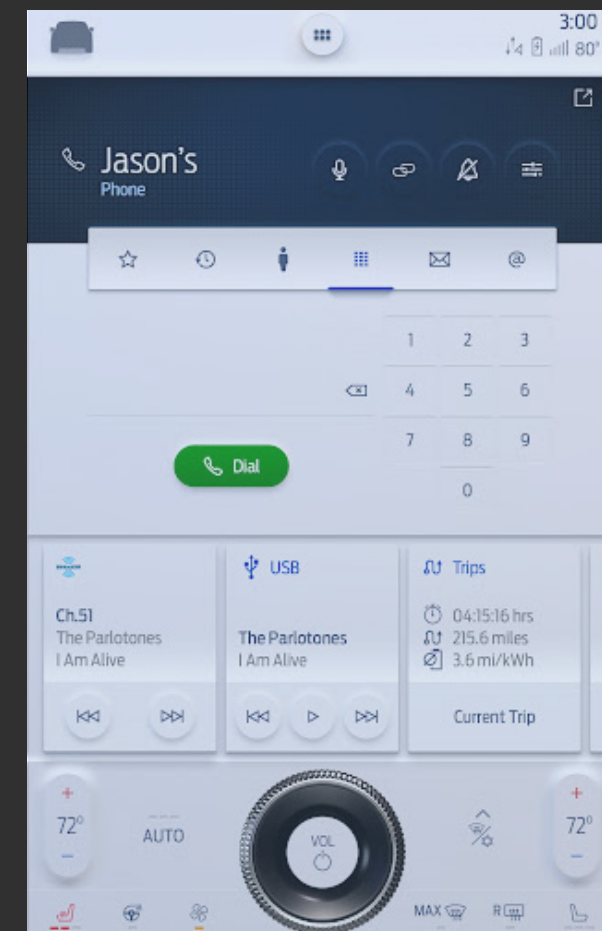 3:00
80°
Jason's
Phone
@
1 2 3
4 5 6
7 8 9
0
Dial
USB
Trips
Ch.51
The Parlotones
I Am Alive
The Parlotones
I Am Alive
04:15:16 hrs
215.6 miles
3.6 mi/kWh
Current Trip
72°
AUTO
VOL
72°
MAX
R